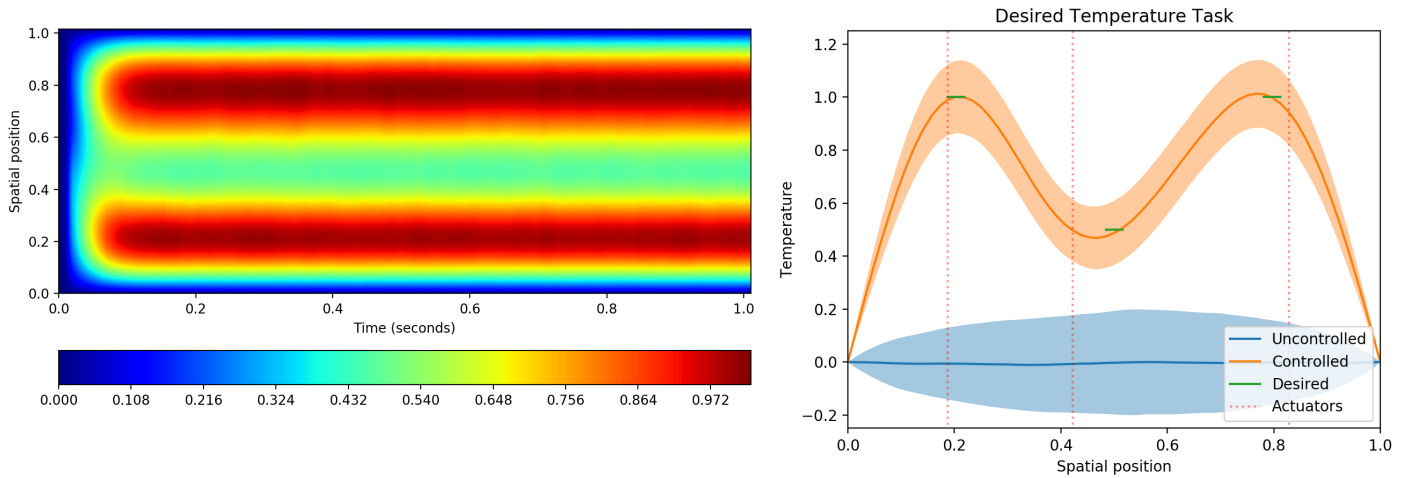 1.0
0.8
0.6
0.4
0.2
0.0
Spatial position
0.0 0.2 0.4 0.6 0.8 1.0
Time (seconds)
0.000 0.108 0.216 0.324 0.432 0.540 0.648 0.756 0.864 0.972
Desired Temperature Task
1.2
1.0
0.8
0.6
0.4
0.2
0.0
−0.2
Temperature
Uncontrolled
Controlled
Desired
Actuators
0.0 0.2 0.4 0.6 0.8 1.0
Spatial position